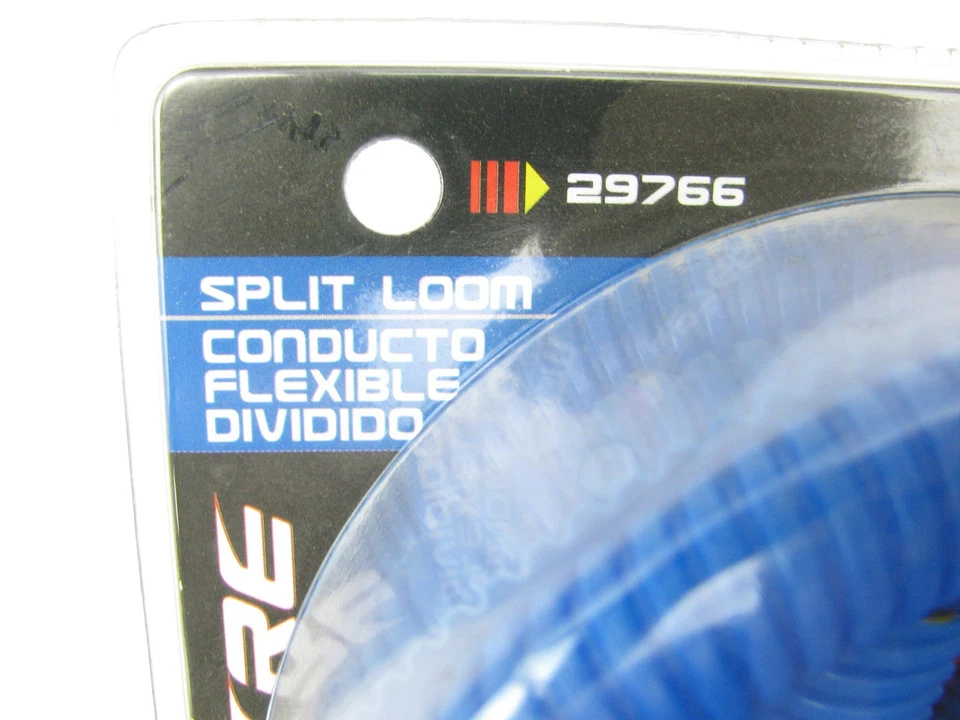 29766
SPLIT LOOM
CONDUCTO
FLEXIBLE
DIVIDIDO